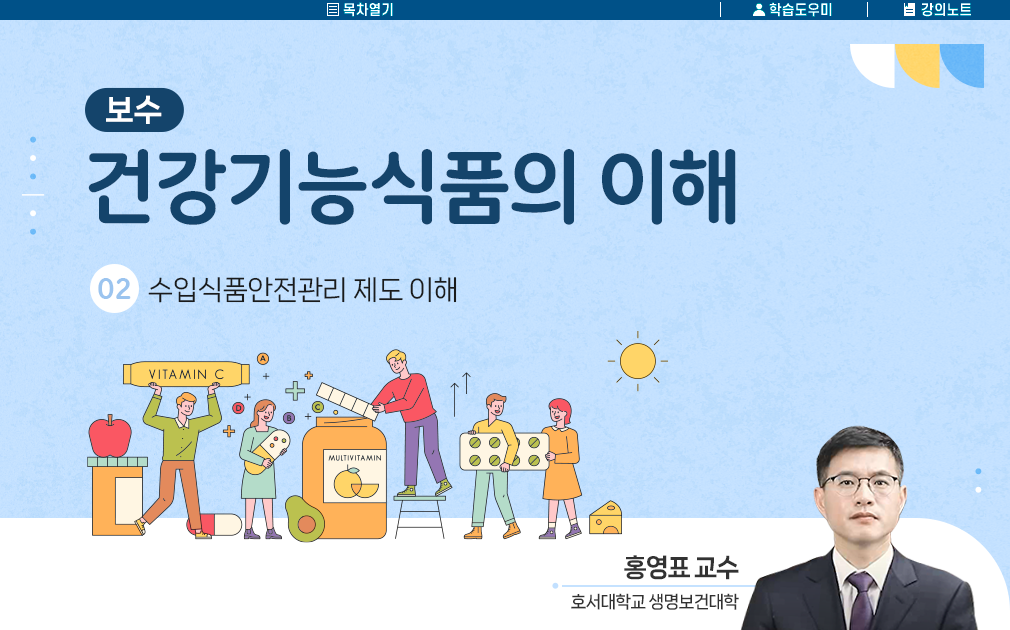 목차열기
학습도우미
강의노트
보수
건강기능식품의 이해
02 수입식품안전관리 제도 이해
VITAMIN C
A
D
B
C
MULTIVITAMIN
홍영표 교수
호서대학교 생명보건대학